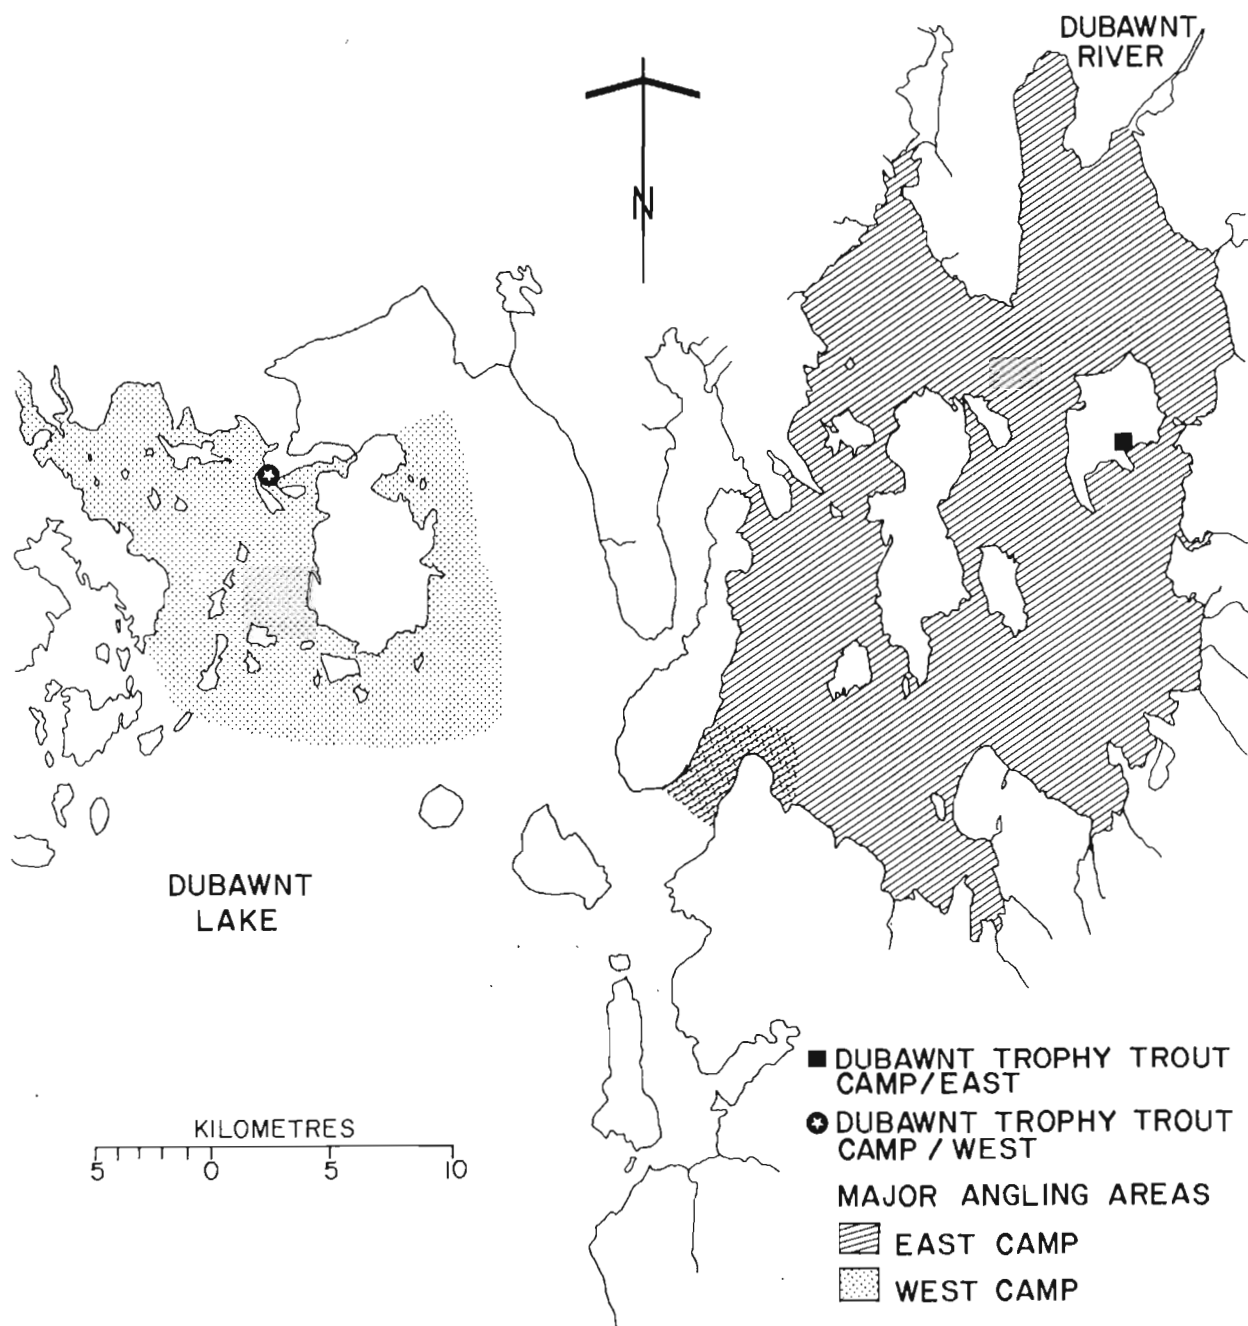 DUBAWNT
RIVER
N
DUBAWNT
LAKE
KILOMETRES
5 0 5 10
DUBAWNT TROPHY TROUT
CAMP/EAST
DUBAWNT TROPHY TROUT
CAMP / WEST
MAJOR ANGLING AREAS
EAST CAMP
WEST CAMP